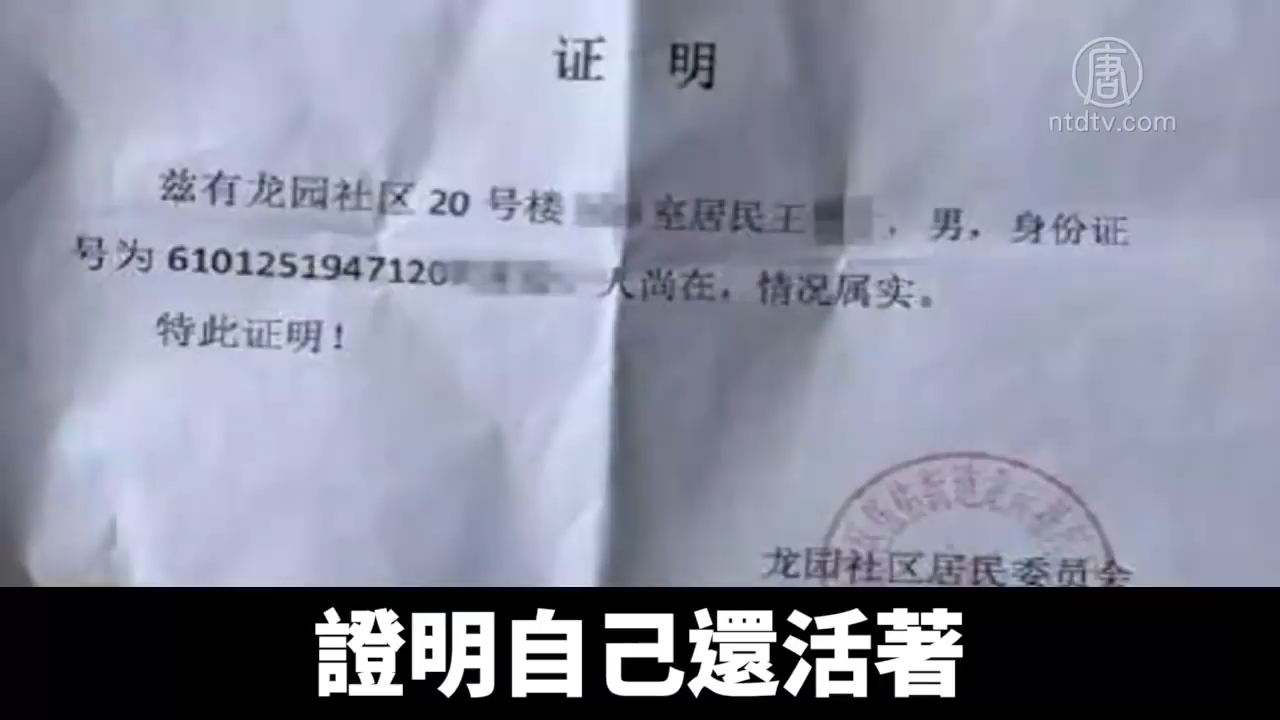 证 明
唐
ntdtv.com
兹有龙园社区 20 号楼 室居民王 ，男，身份证
号为 6101251947120 人尚在，情况属实。
特此证明！
龙园社区居民委员会
證明自己還活著